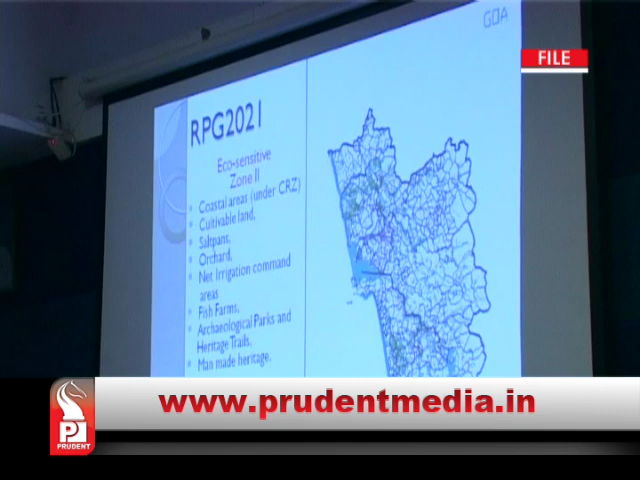 GOA
FILE
RPG2021
Eco-sensitive
Zone II
Coastal areas (under CRZ)
Cultivable land,
Saltpans,
Orchard,
Net Irrigation command
areas
Fish Farms,
Archaeological Parks and
Heritage Trails,
Man made heritage,
www.prudentmedia.in
P
PRUDENT